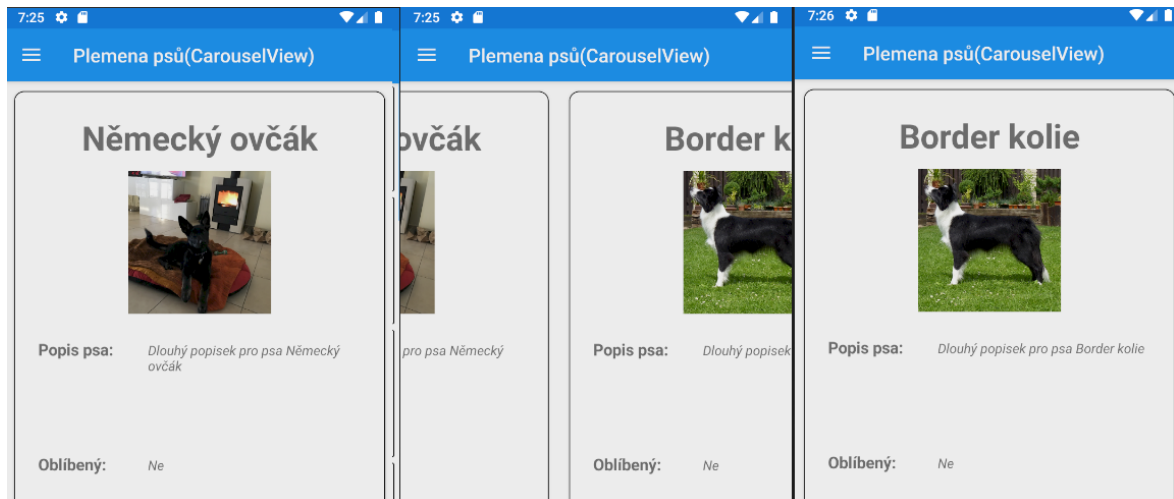 7:25
Plemena psů(CarouselView)
Německý ovčák
Popis psa:
Dlouhý popisek pro psa Německý
ovčák
Oblíbený:
Ne
7:25
Plemena psů(CarouselView)
ovčák
Border k
pro psa Německý
Popis psa:
Dlouhý popisek
Oblíbený:
Ne
7:26
Plemena psů(CarouselView)
Border kolie
Popis psa:
Dlouhý popisek pro psa Border kolie
Oblíbený:
Ne